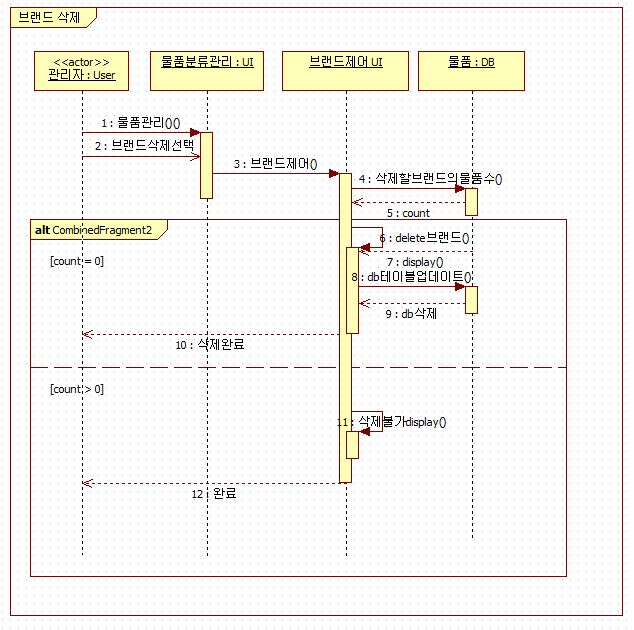 브랜드 삭제
<<actor>>
관리자 : User
물품분류관리 : UI
브랜드제어 UI
물품 : DB
1 : 물품관리()()
2 : 브랜드삭제선택
3 : 브랜드제어()
4 : 삭제할브랜드의물품수()
5 : count
alt CombinedFragment2
6 : delete브랜드()
[count = 0]
7 : display()
8 : db테이블업데이트()
9 : db삭제
10 : 삭제완료
[count > 0]
11 : 삭제불가display()
12 : 완료